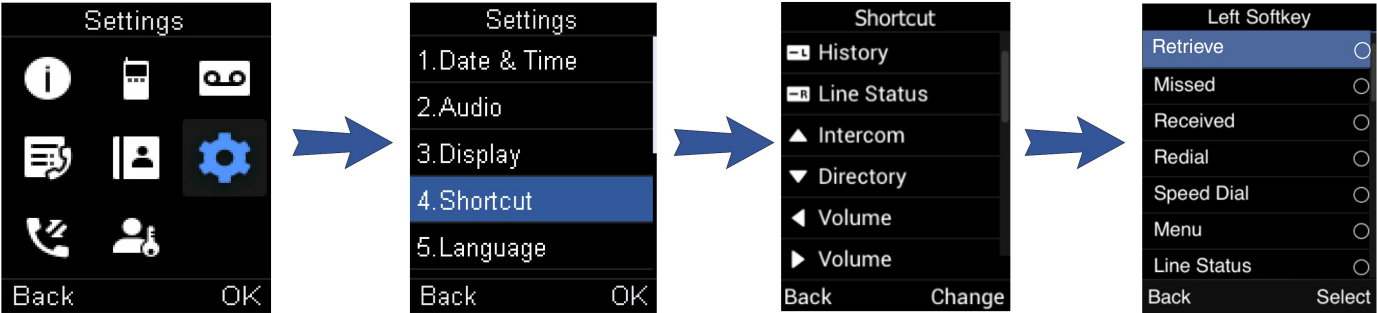 Settings
Back OK
Settings
1.Date & Time
2.Audio
3.Display
4.Shortcut
5.Language
Back OK
Shortcut
L History
R Line Status
Intercom
Directory
Volume
Volume
Back Change
Left Softkey
Retrieve
Missed
Received
Redial
Speed Dial
Menu
Line Status
Back Select